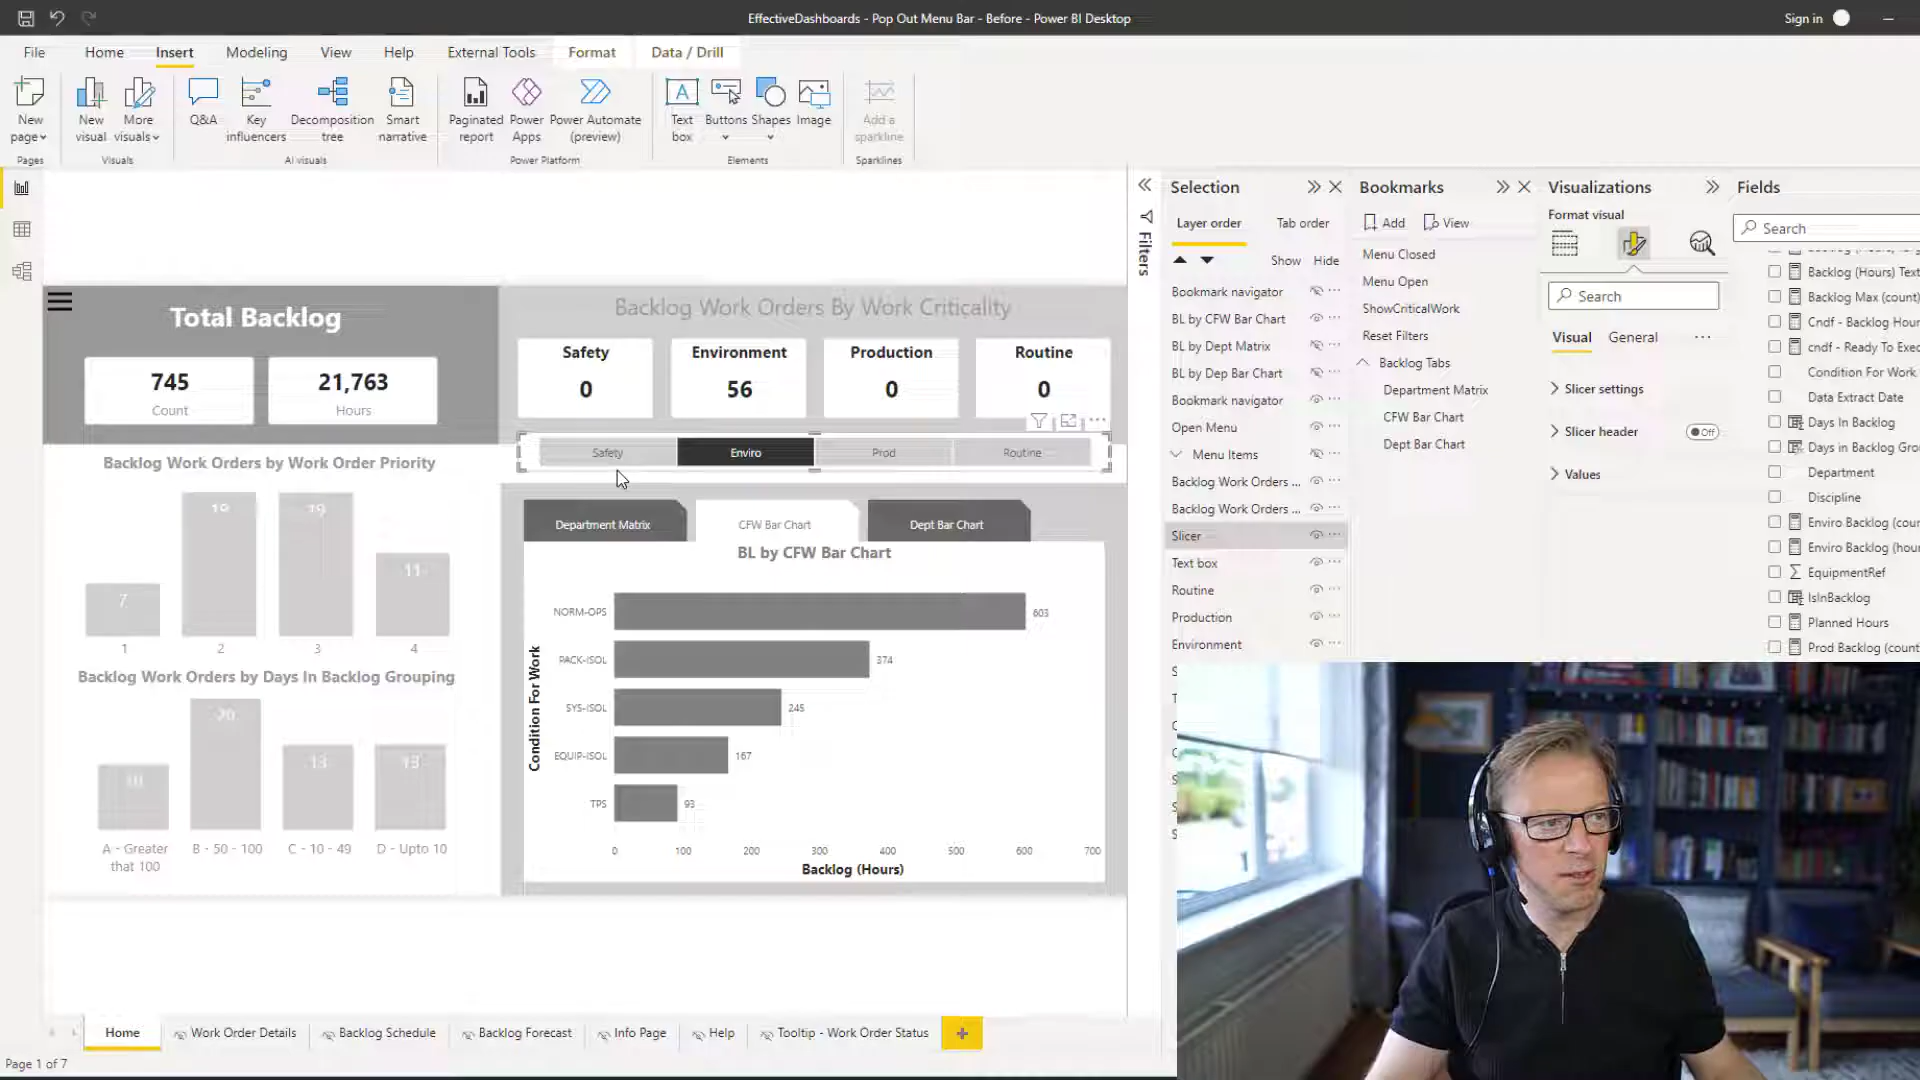 EffectiveDashboards - Pop Out Menu Bar - Before - Power BI Desktop
Sign in
File Home Insert Modeling View Help External Tools Format Data / Drill
New page
New visual
More visuals
Q&A
Key influencers
Decomposition tree
Smart narrative
Paginated report
Power Apps
Power Automate (preview)
Text box
Buttons
Shapes
Image
Add a sparkline
Pages
Visuals
AI visuals
Power Platform
Elements
Sparklines
Total Backlog
745
Count
21,763
Hours
Backlog Work Orders By Work Criticality
Safety
0
Environment
56
Production
0
Routine
0
Safety Enviro Prod Routine
Backlog Work Orders by Work Order Priority
7
19
19
11
1 2 3 4
Backlog Work Orders by Days In Backlog Grouping
10
20
13
13
A - Greater that 100
B - 50 - 100
C - 10 - 49
D - Upto 10
Department Matrix
CFW Bar Chart
Dept Bar Chart
BL by CFW Bar Chart
Condition For Work
NORM-OPS 603
PACK-ISOL 374
SYS-ISOL 245
EQUIP-ISOL 167
TPS 93
0 100 200 300 400 500 600 700
Backlog (Hours)
Filters
Selection
Layer order
Tab order
Show Hide
Bookmark navigator
BL by CFW Bar Chart
BL by Dept Matrix
BL by Dep Bar Chart
Bookmark navigator
Open Menu
Menu Items
Backlog Work Orders ...
Backlog Work Orders ...
Slicer
Text box
Routine
Production
Environment
Bookmarks
Add View
Menu Closed
Menu Open
ShowCriticalWork
Reset Filters
Backlog Tabs
Department Matrix
CFW Bar Chart
Dept Bar Chart
Visualizations
Format visual
Search
Visual
General
Slicer settings
Slicer header
Off
Values
Fields
Search
Backlog (Hours) Text
Backlog Max (count)
Cndf - Backlog Hour
cndf - Ready To Exec
Condition For Work
Data Extract Date
Days In Backlog
Days in Backlog Gro
Department
Discipline
Enviro Backlog (cou
Enviro Backlog (hou
EquipmentRef
IsInBacklog
Planned Hours
Prod Backlog (count
Home
Work Order Details
Backlog Schedule
Backlog Forecast
Info Page
Help
Tooltip - Work Order Status
Page 1 of 7